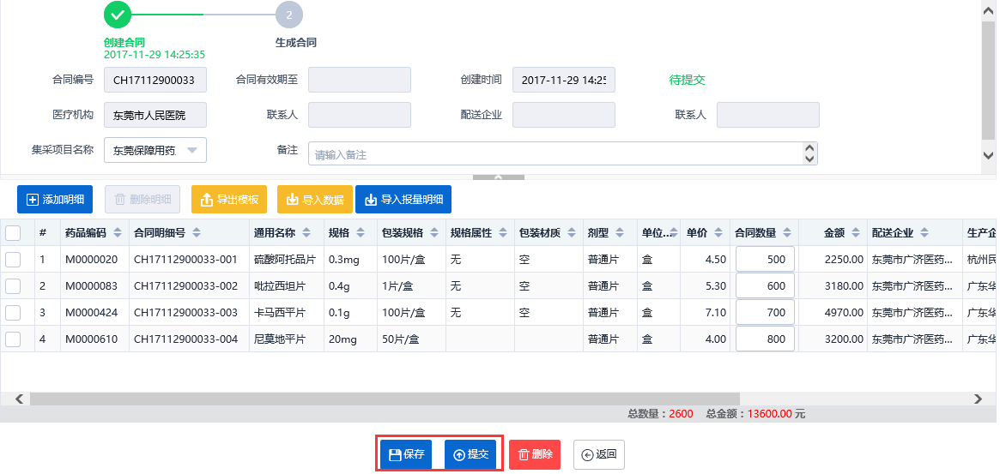 2
创建合同 生成合同
2017-11-29 14:25:35
合同编号 CH17112900033 合同有效期至 创建时间 2017-11-29 14:25 待提交
医疗机构 东莞市人民医院 联系人 配送企业 联系人
集采项目名称 东莞保障用药 备注 请输入备注
添加明细 删除明细 导出模板 导入数据 导入报量明细
# 药品编码 合同明细号 通用名称 规格 包装规格 规格属性 包装材质 剂型 单位... 单价 合同数量 金额 配送企业 生产企
1 M0000020 CH17112900033-001 硫酸阿托品片 0.3mg 100片/盒 无 空 普通片 盒 4.50 500 2250.00 东莞市广济医药... 杭州民
2 M0000083 CH17112900033-002 吡拉西坦片 0.4g 1片/盒 无 空 普通片 盒 5.30 600 3180.00 东莞市广济医药... 广东华
3 M0000424 CH17112900033-003 卡马西平片 0.1g 100片/盒 无 空 普通片 盒 7.10 700 4970.00 东莞市广济医药... 广东华
4 M0000610 CH17112900033-004 尼莫地平片 20mg 50片/盒 普通片 盒 4.00 800 3200.00 东莞市广济医药... 广东华
总数量：2600 总金额：13600.00 元
保存 提交 删除 返回